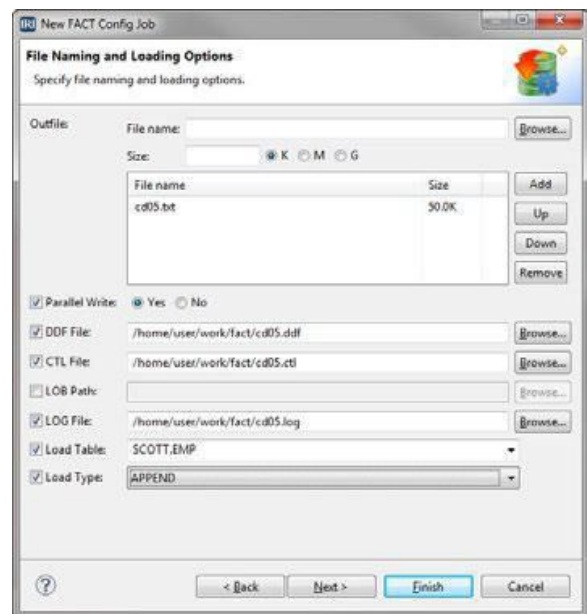 IRI New FACT Config Job
File Naming and Loading Options
Specify file naming and loading options.
Outfile: File name: Browse...
Size: K M G
File name Size
cd05.txt 50.0K
Add
Up
Down
Remove
Parallel Write: Yes No
DDF File: /home/user/work/fact/cd05.ddf Browse...
CTL File: /home/user/work/fact/cd05.ctl Browse...
LOB Path: Browse...
LOG File: /home/user/work/fact/cd05.log Browse...
Load Table: SCOTT.EMP
Load Type: APPEND
? < Back Next > Finish Cancel